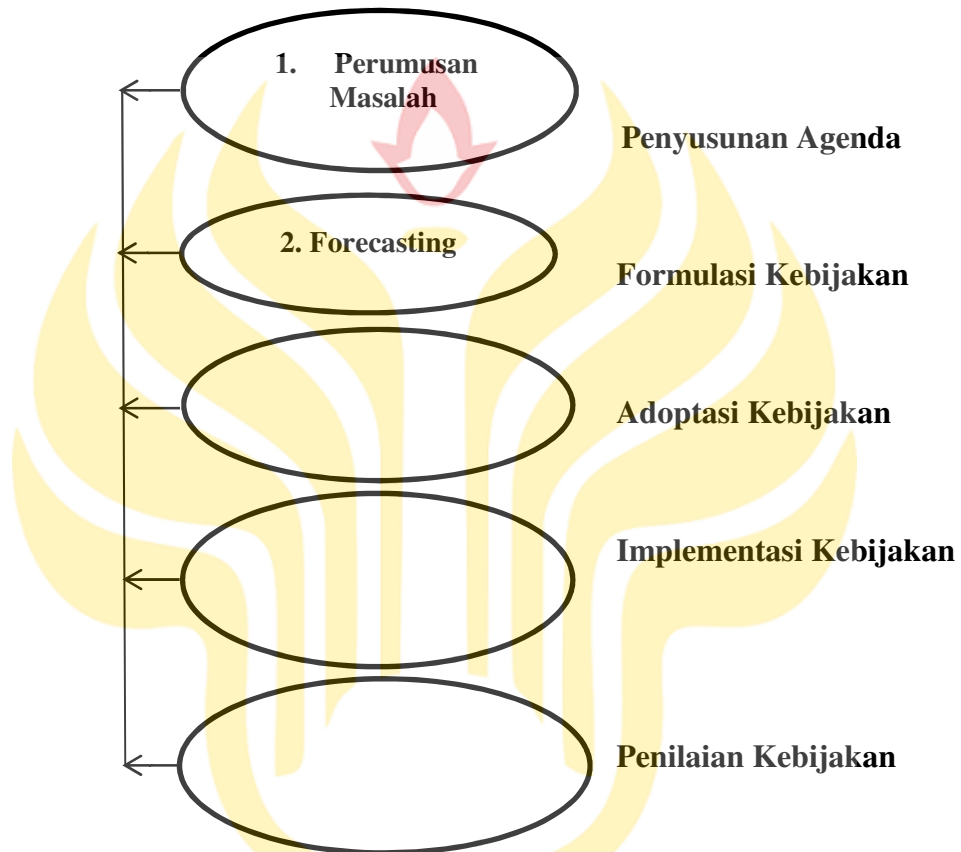 1. Perumusan
Masalah
Penyusunan Agenda
2. Forecasting
Formulasi Kebijakan
Adoptasi Kebijakan
Implementasi Kebijakan
Penilaian Kebijakan